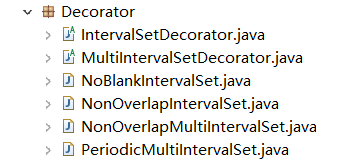 Decorator
IntervalSetDecorator.java
MultiIntervalSetDecorator.java
NoBlankIntervalSet.java
NonOverlapIntervalSet.java
NonOverlapMultiIntervalSet.java
PeriodicMultiIntervalSet.java